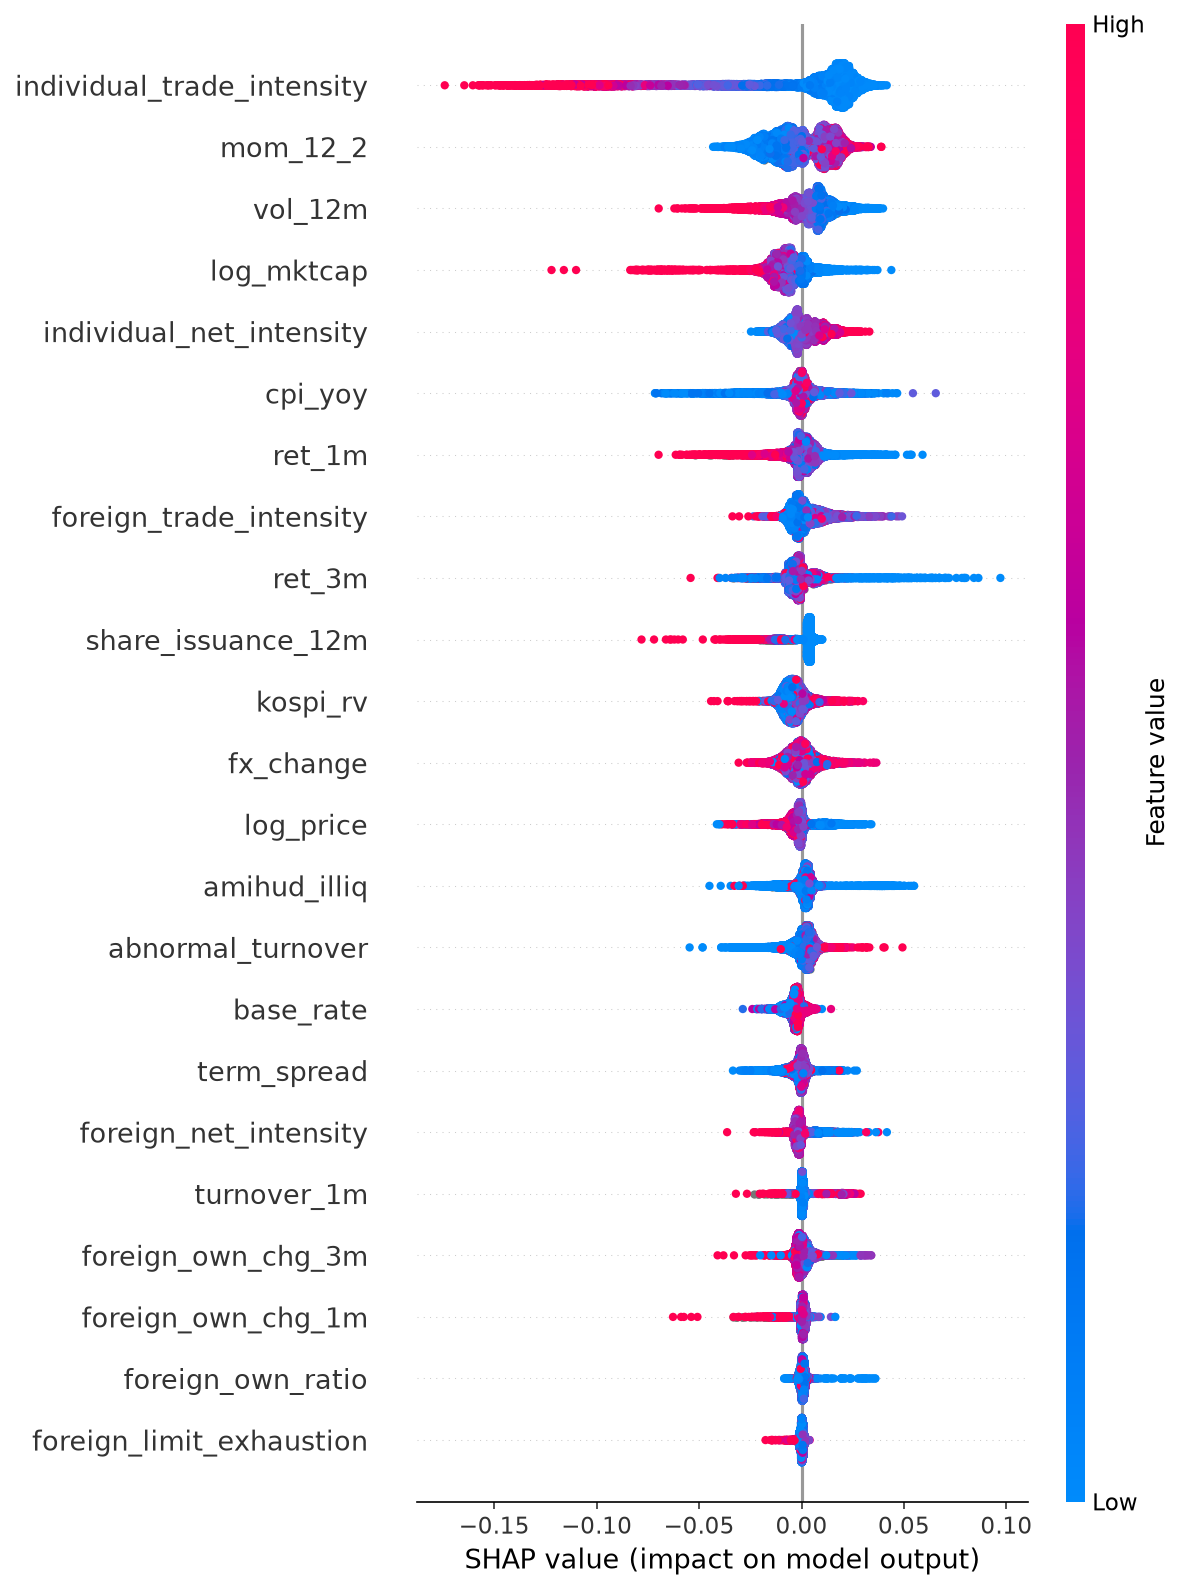 High
individual_trade_intensity
mom_12_2
vol_12m
log_mktcap
individual_net_intensity
cpi_yoy
ret_1m
foreign_trade_intensity
ret_3m
share_issuance_12m
kospi_rv
fx_change
log_price
amihud_illiq
abnormal_turnover
base_rate
term_spread
foreign_net_intensity
turnover_1m
foreign_own_chg_3m
foreign_own_chg_1m
foreign_own_ratio
foreign_limit_exhaustion
Feature value
Low
−0.15 −0.10 −0.05 0.00 0.05 0.10
SHAP value (impact on model output)